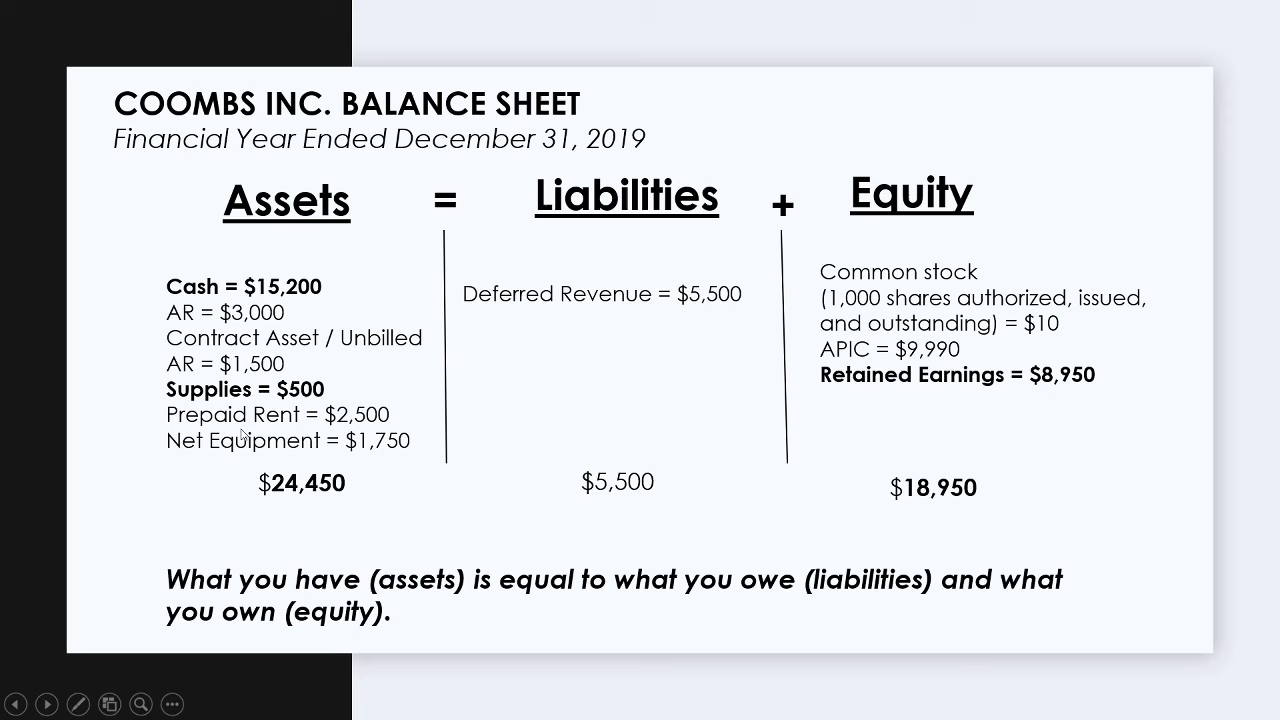 COOMBS INC. BALANCE SHEET
Financial Year Ended December 31, 2019
Assets = Liabilities + Equity
Cash = $15,200
AR = $3,000
Contract Asset / Unbilled
AR = $1,500
Supplies = $500
Prepaid Rent = $2,500
Net Equipment = $1,750
$24,450
Deferred Revenue = $5,500
$5,500
Common stock
(1,000 shares authorized, issued,
and outstanding) = $10
APIC = $9,990
Retained Earnings = $8,950
$18,950
What you have (assets) is equal to what you owe (liabilities) and what
you own (equity).